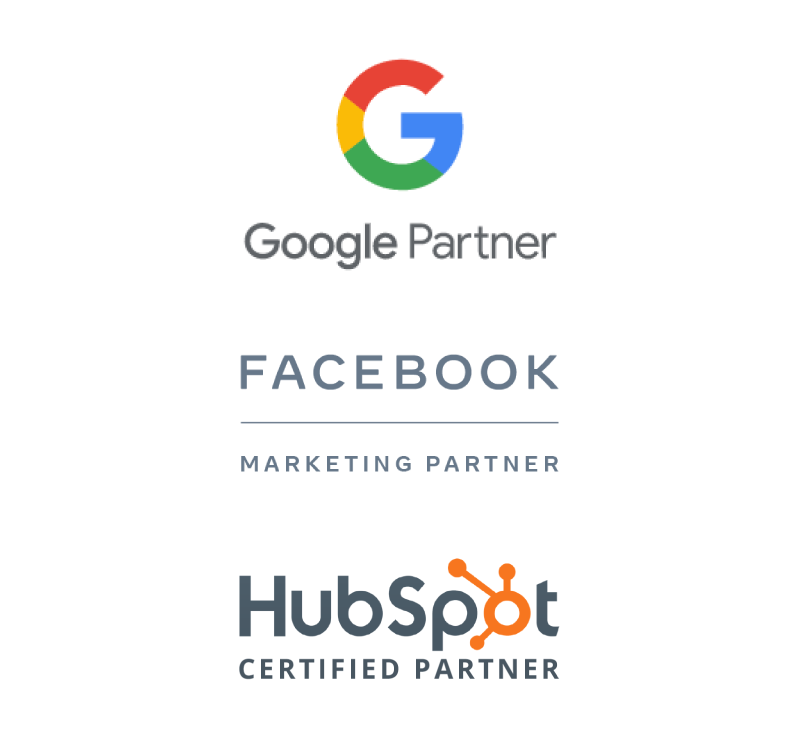 Google Partner
FACEBOOK
MARKETING PARTNER
HubSpot
CERTIFIED PARTNER